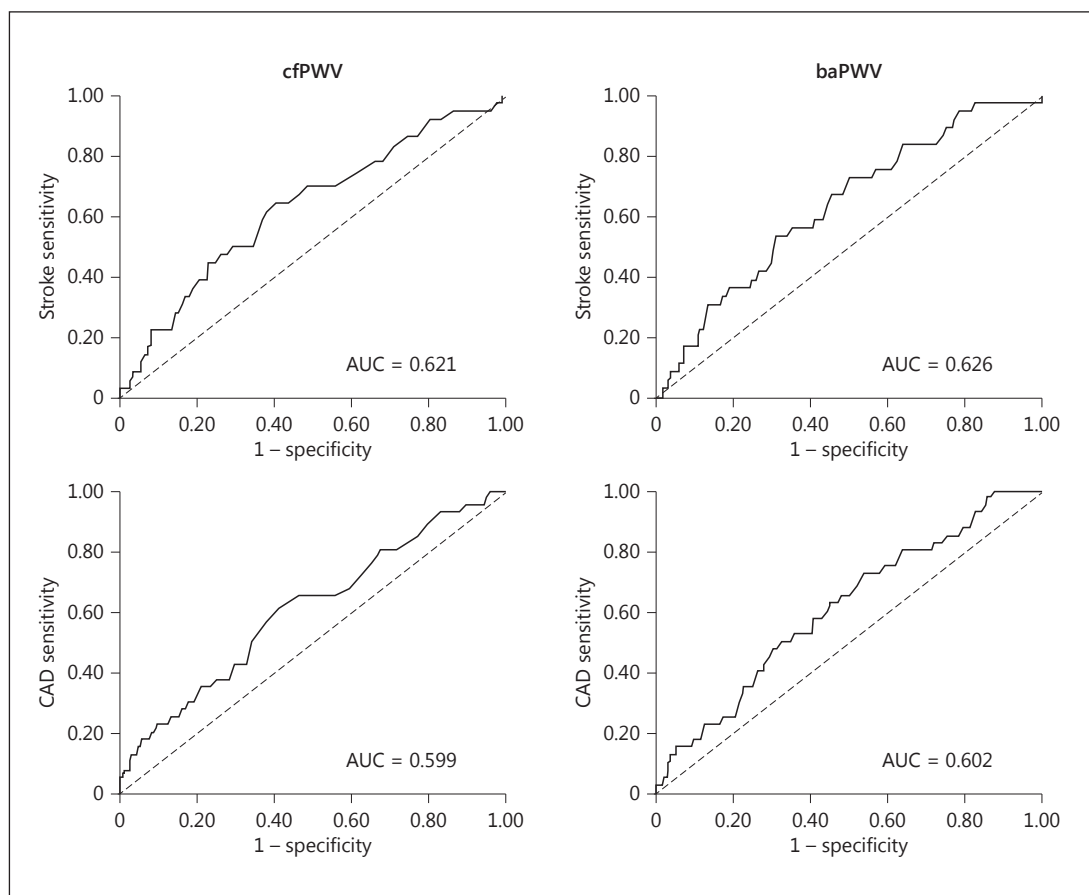 cfPWV
1.00
0.80
0.60
0.40
0.20
0
Stroke sensitivity
AUC = 0.621
0 0.20 0.40 0.60 0.80 1.00
1 – specificity
baPWV
1.00
0.80
0.60
0.40
0.20
0
Stroke sensitivity
AUC = 0.626
0 0.20 0.40 0.60 0.80 1.00
1 – specificity
1.00
0.80
0.60
0.40
0.20
0
CAD sensitivity
AUC = 0.599
0 0.20 0.40 0.60 0.80 1.00
1 – specificity
1.00
0.80
0.60
0.40
0.20
0
CAD sensitivity
AUC = 0.602
0 0.20 0.40 0.60 0.80 1.00
1 – specificity